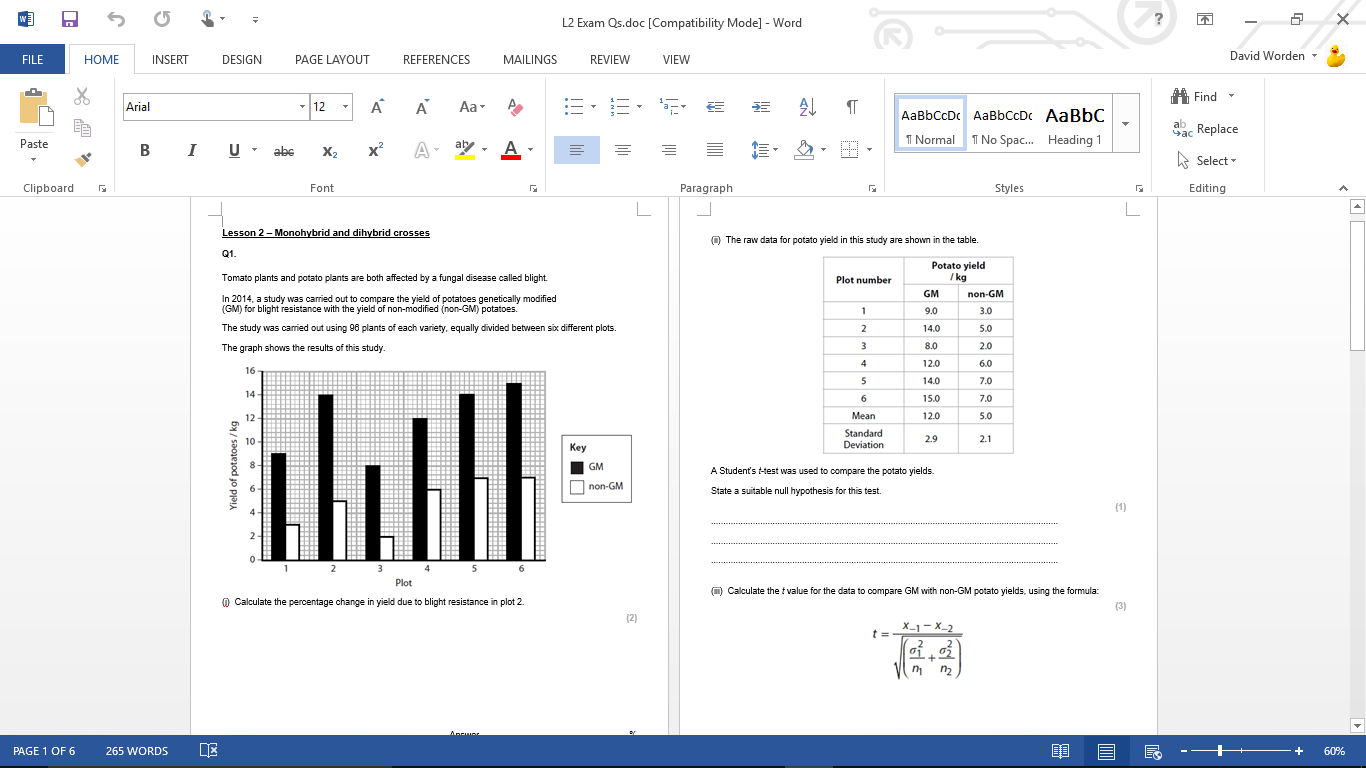 L2 Exam Qs.doc [Compatibility Mode] - Word
?
FILE HOME INSERT DESIGN PAGE LAYOUT REFERENCES MAILINGS REVIEW VIEW
David Worden
Paste
Clipboard
Arial 12
Aa
B I U abc x₂ x² A A
Font
Paragraph
AaBbCcDc AaBbCcDc AaBbC
¶ Normal ¶ No Spac... Heading 1
Styles
Find
Replace
Select
Editing
Lesson 2 – Monohybrid and dihybrid crosses
Q1.
Tomato plants and potato plants are both affected by a fungal disease called blight.
In 2014, a study was carried out to compare the yield of potatoes genetically modified
(GM) for blight resistance with the yield of non-modified (non-GM) potatoes.
The study was carried out using 96 plants of each variety, equally divided between six different plots.
The graph shows the results of this study.
Yield of potatoes / kg
16
14
12
10
8
6
4
2
0
1 2 3 4 5 6
Plot
Key
GM
non-GM
(i) Calculate the percentage change in yield due to blight resistance in plot 2.
(2)
Answer %
(ii) The raw data for potato yield in this study are shown in the table.
Plot number Potato yield / kg
GM non-GM
1 9.0 3.0
2 14.0 5.0
3 8.0 2.0
4 12.0 6.0
5 14.0 7.0
6 15.0 7.0
Mean 12.0 5.0
Standard Deviation 2.9 2.1
A Student's t-test was used to compare the potato yields.
State a suitable null hypothesis for this test.
(1)
(iii) Calculate the t value for the data to compare GM with non-GM potato yields, using the formula:
(3)
t = (x₋₁ − x₋₂) / √(σ₁²/n₁ + σ₂²/n₂)
PAGE 1 OF 6 265 WORDS
60%